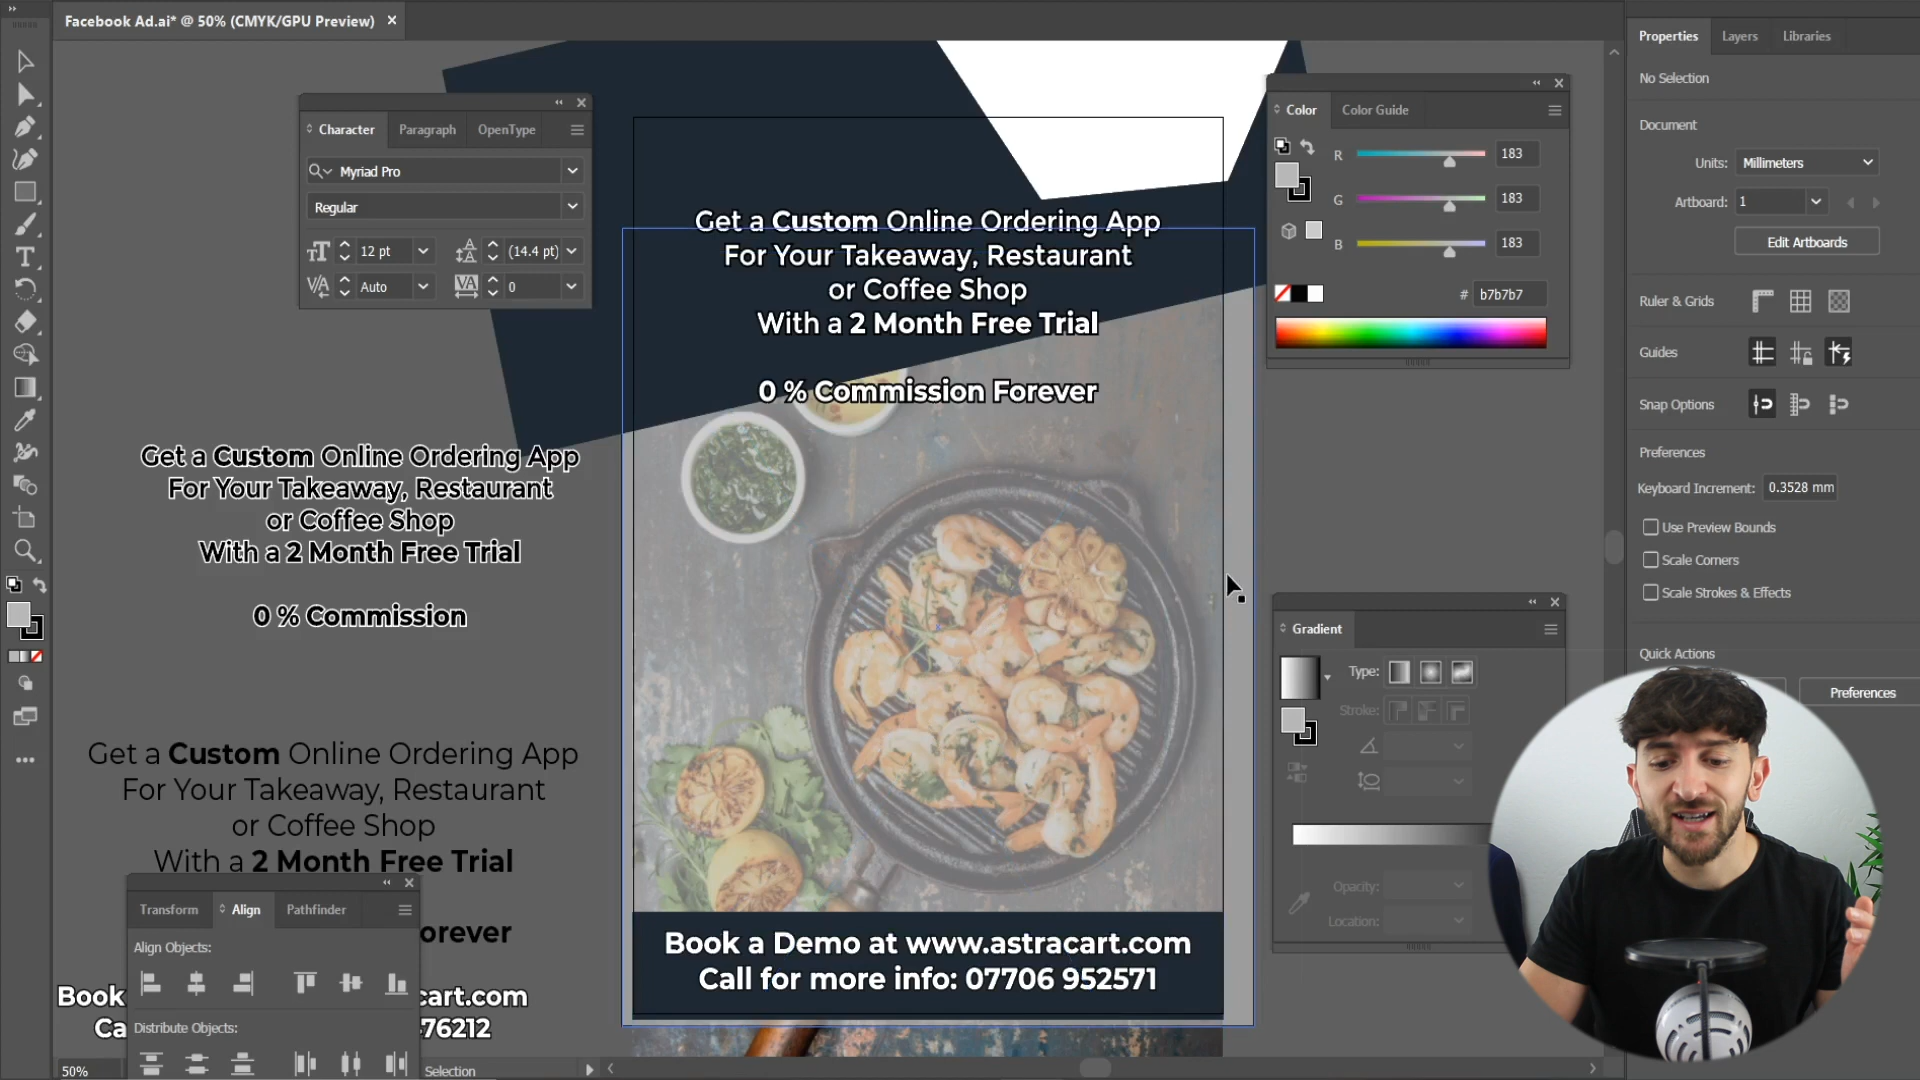 Facebook Ad.ai* @ 50% (CMYK/GPU Preview)
Properties
Layers
Libraries
No Selection
Document
Units:
Millimeters
Artboard:
1
Edit Artboards
Ruler & Grids
Guides
Snap Options
Preferences
Keyboard Increment:
0.3528 mm
Use Preview Bounds
Scale Corners
Scale Strokes & Effects
Quick Actions
Preferences
Character
Paragraph
OpenType
Myriad Pro
Regular
12 pt
(14.4 pt)
Auto
0
Color
Color Guide
R
183
G
183
B
183
#
b7b7b7
Get a Custom Online Ordering App
For Your Takeaway, Restaurant
or Coffee Shop
With a 2 Month Free Trial
0 % Commission Forever
Get a Custom Online Ordering App
For Your Takeaway, Restaurant
or Coffee Shop
With a 2 Month Free Trial
0 % Commission
Gradient
Type:
Stroke:
Opacity:
Location:
Get a Custom Online Ordering App
For Your Takeaway, Restaurant
or Coffee Shop
With a 2 Month Free Trial
orever
Transform
Align
Pathfinder
Align Objects:
Distribute Objects:
Book
cart.com
Ca
76212
Book a Demo at www.astracart.com
Call for more info: 07706 952571
50%
Selection